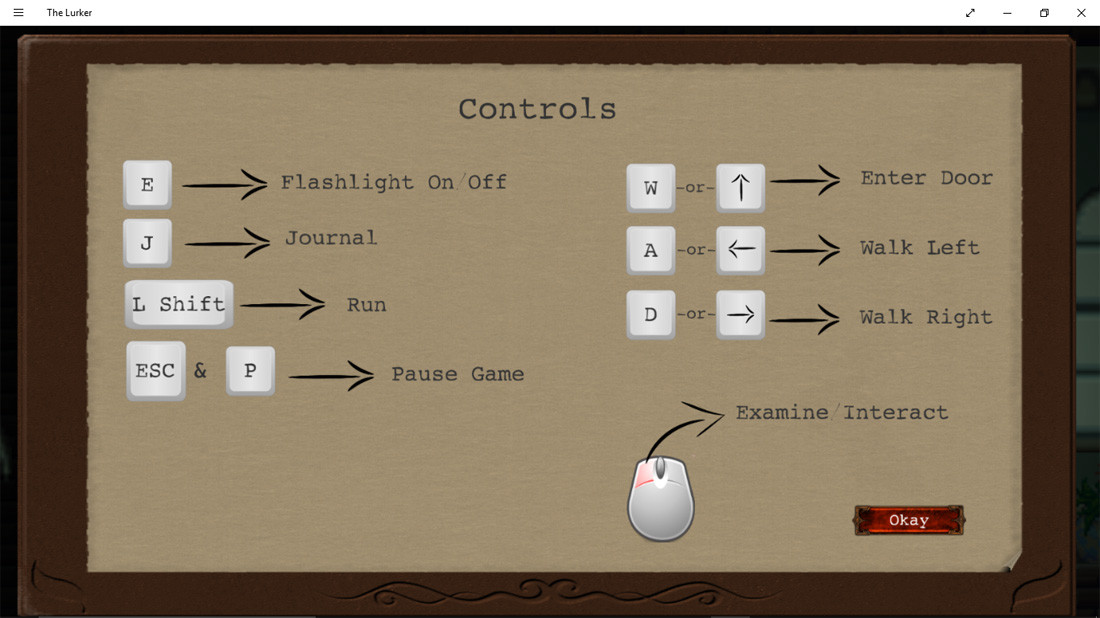 The Lurker
Controls
E Flashlight On/Off
J Journal
L Shift Run
ESC & P Pause Game
W -or- ↑ Enter Door
A -or- ← Walk Left
D -or- → Walk Right
Examine/Interact
Okay